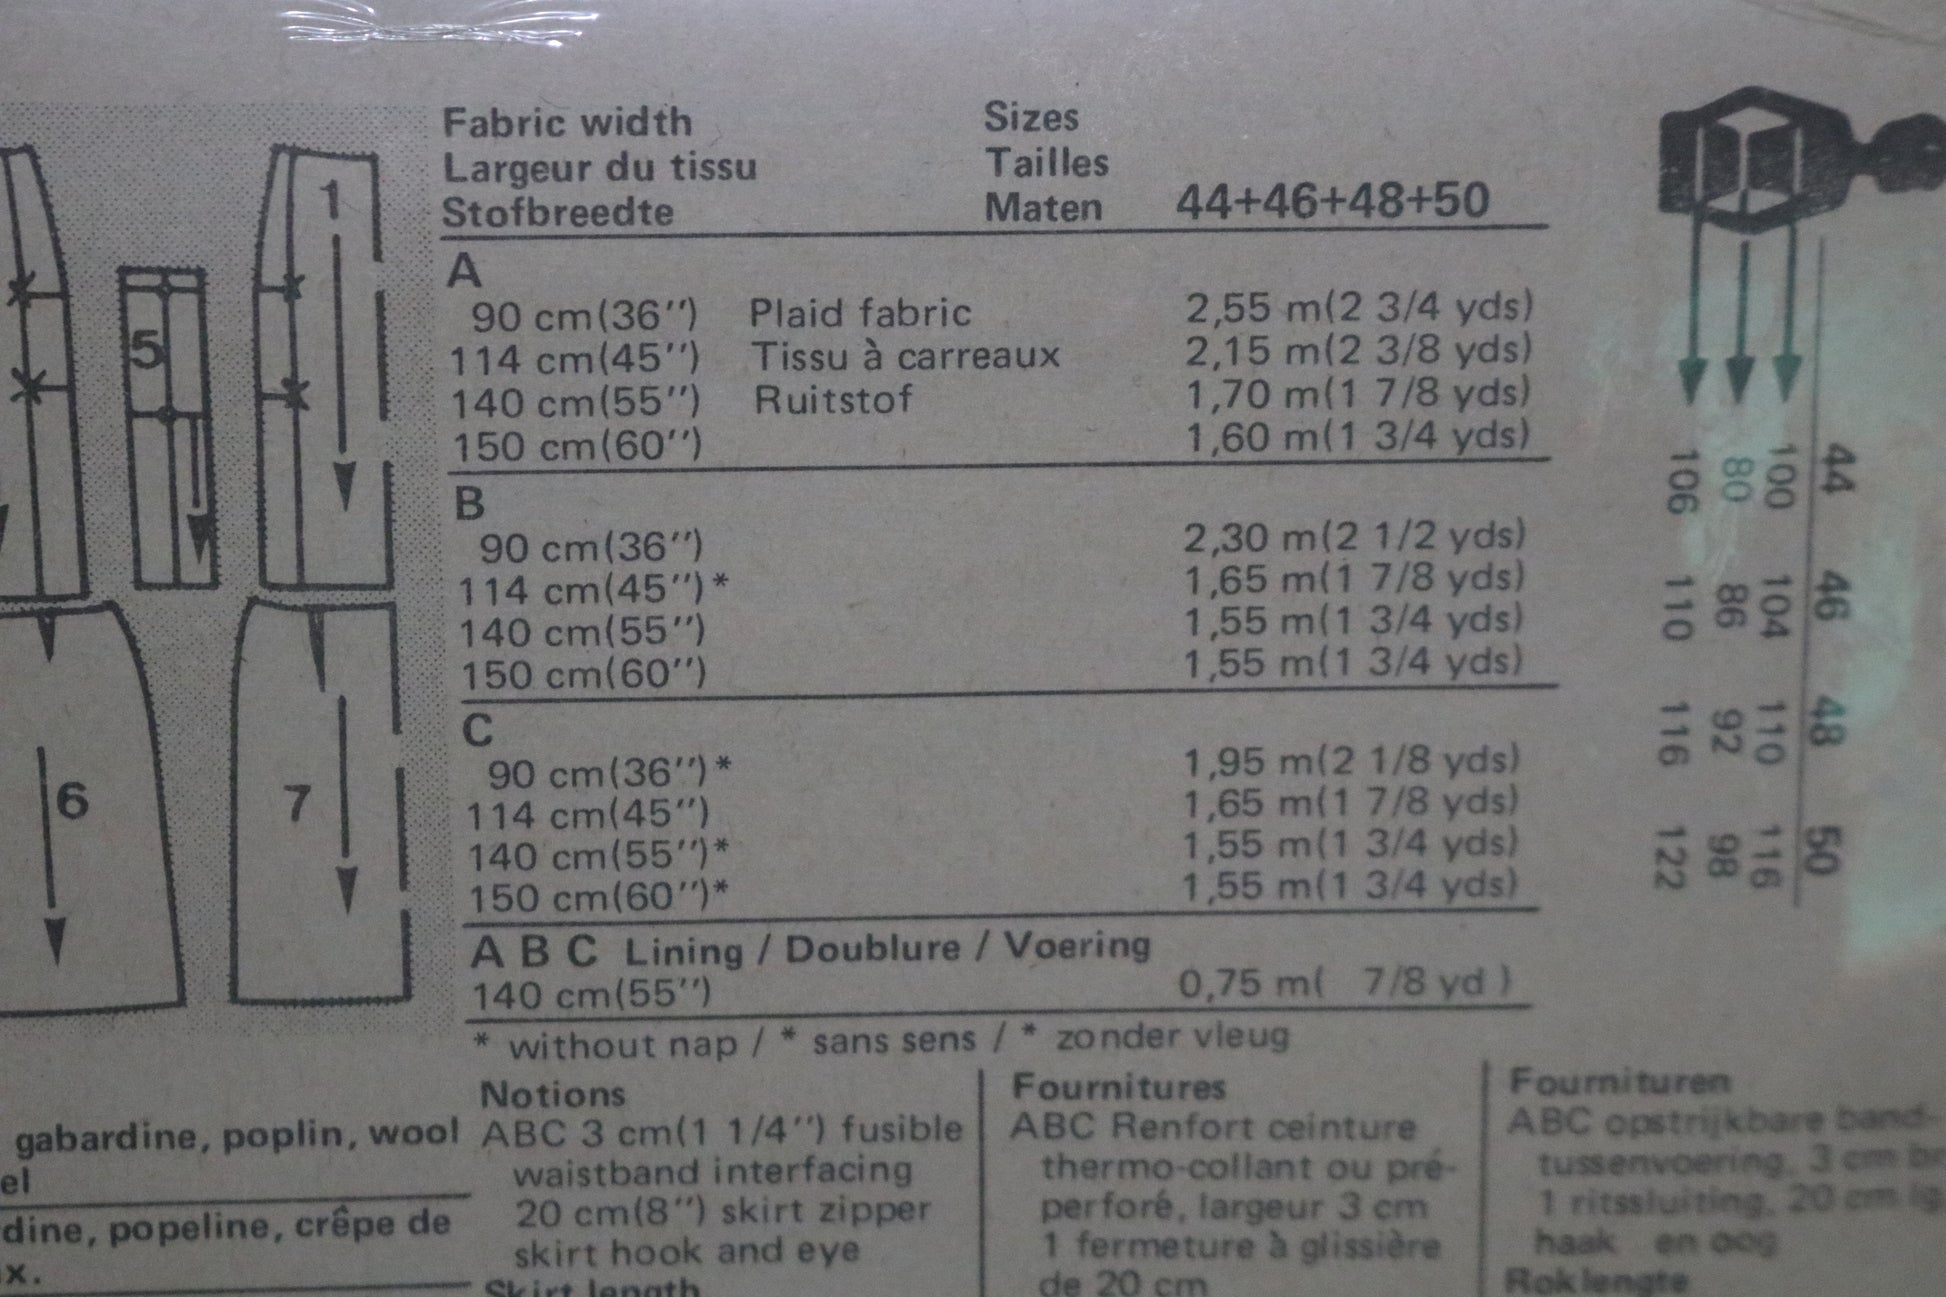 Fabric width Sizes
Largeur du tissu Tailles
Stofbreedte Maten 44+46+48+50
A
90 cm(36″) Plaid fabric 2,55 m(2 3/4 yds)
114 cm(45″) Tissu à carreaux 2,15 m(2 3/8 yds)
140 cm(55″) Ruitstof 1,70 m(1 7/8 yds)
150 cm(60″) 1,60 m(1 3/4 yds)
B
90 cm(36″) 2,30 m(2 1/2 yds)
114 cm(45″)* 1,65 m(1 7/8 yds)
140 cm(55″) 1,55 m(1 3/4 yds)
150 cm(60″) 1,55 m(1 3/4 yds)
C
90 cm(36″)* 1,95 m(2 1/8 yds)
114 cm(45″) 1,65 m(1 7/8 yds)
140 cm(55″)* 1,55 m(1 3/4 yds)
150 cm(60″)* 1,55 m(1 3/4 yds)
A B C Lining / Doublure / Voering
140 cm(55″) 0,75 m( 7/8 yd )
* without nap / * sans sens / * zonder vleug
1
5
6
7
44 46 48 50
100 104 110 116
80 86 92 98
106 110 116 122
gabardine, poplin, wool
el
dine, popeline, crêpe de
x.
Notions
ABC 3 cm(1 1/4″) fusible
waistband interfacing
20 cm(8″) skirt zipper
skirt hook and eye
Skirt length
Fournitures
ABC Renfort ceinture
thermo-collant ou pré-
perforé, largeur 3 cm
1 fermeture à glissière
de 20 cm
Fournituren
ABC opstrijkbare band-
tussenvoering, 3 cm br
1 ritssluiting, 20 cm lg
haak en oog
Roklengte